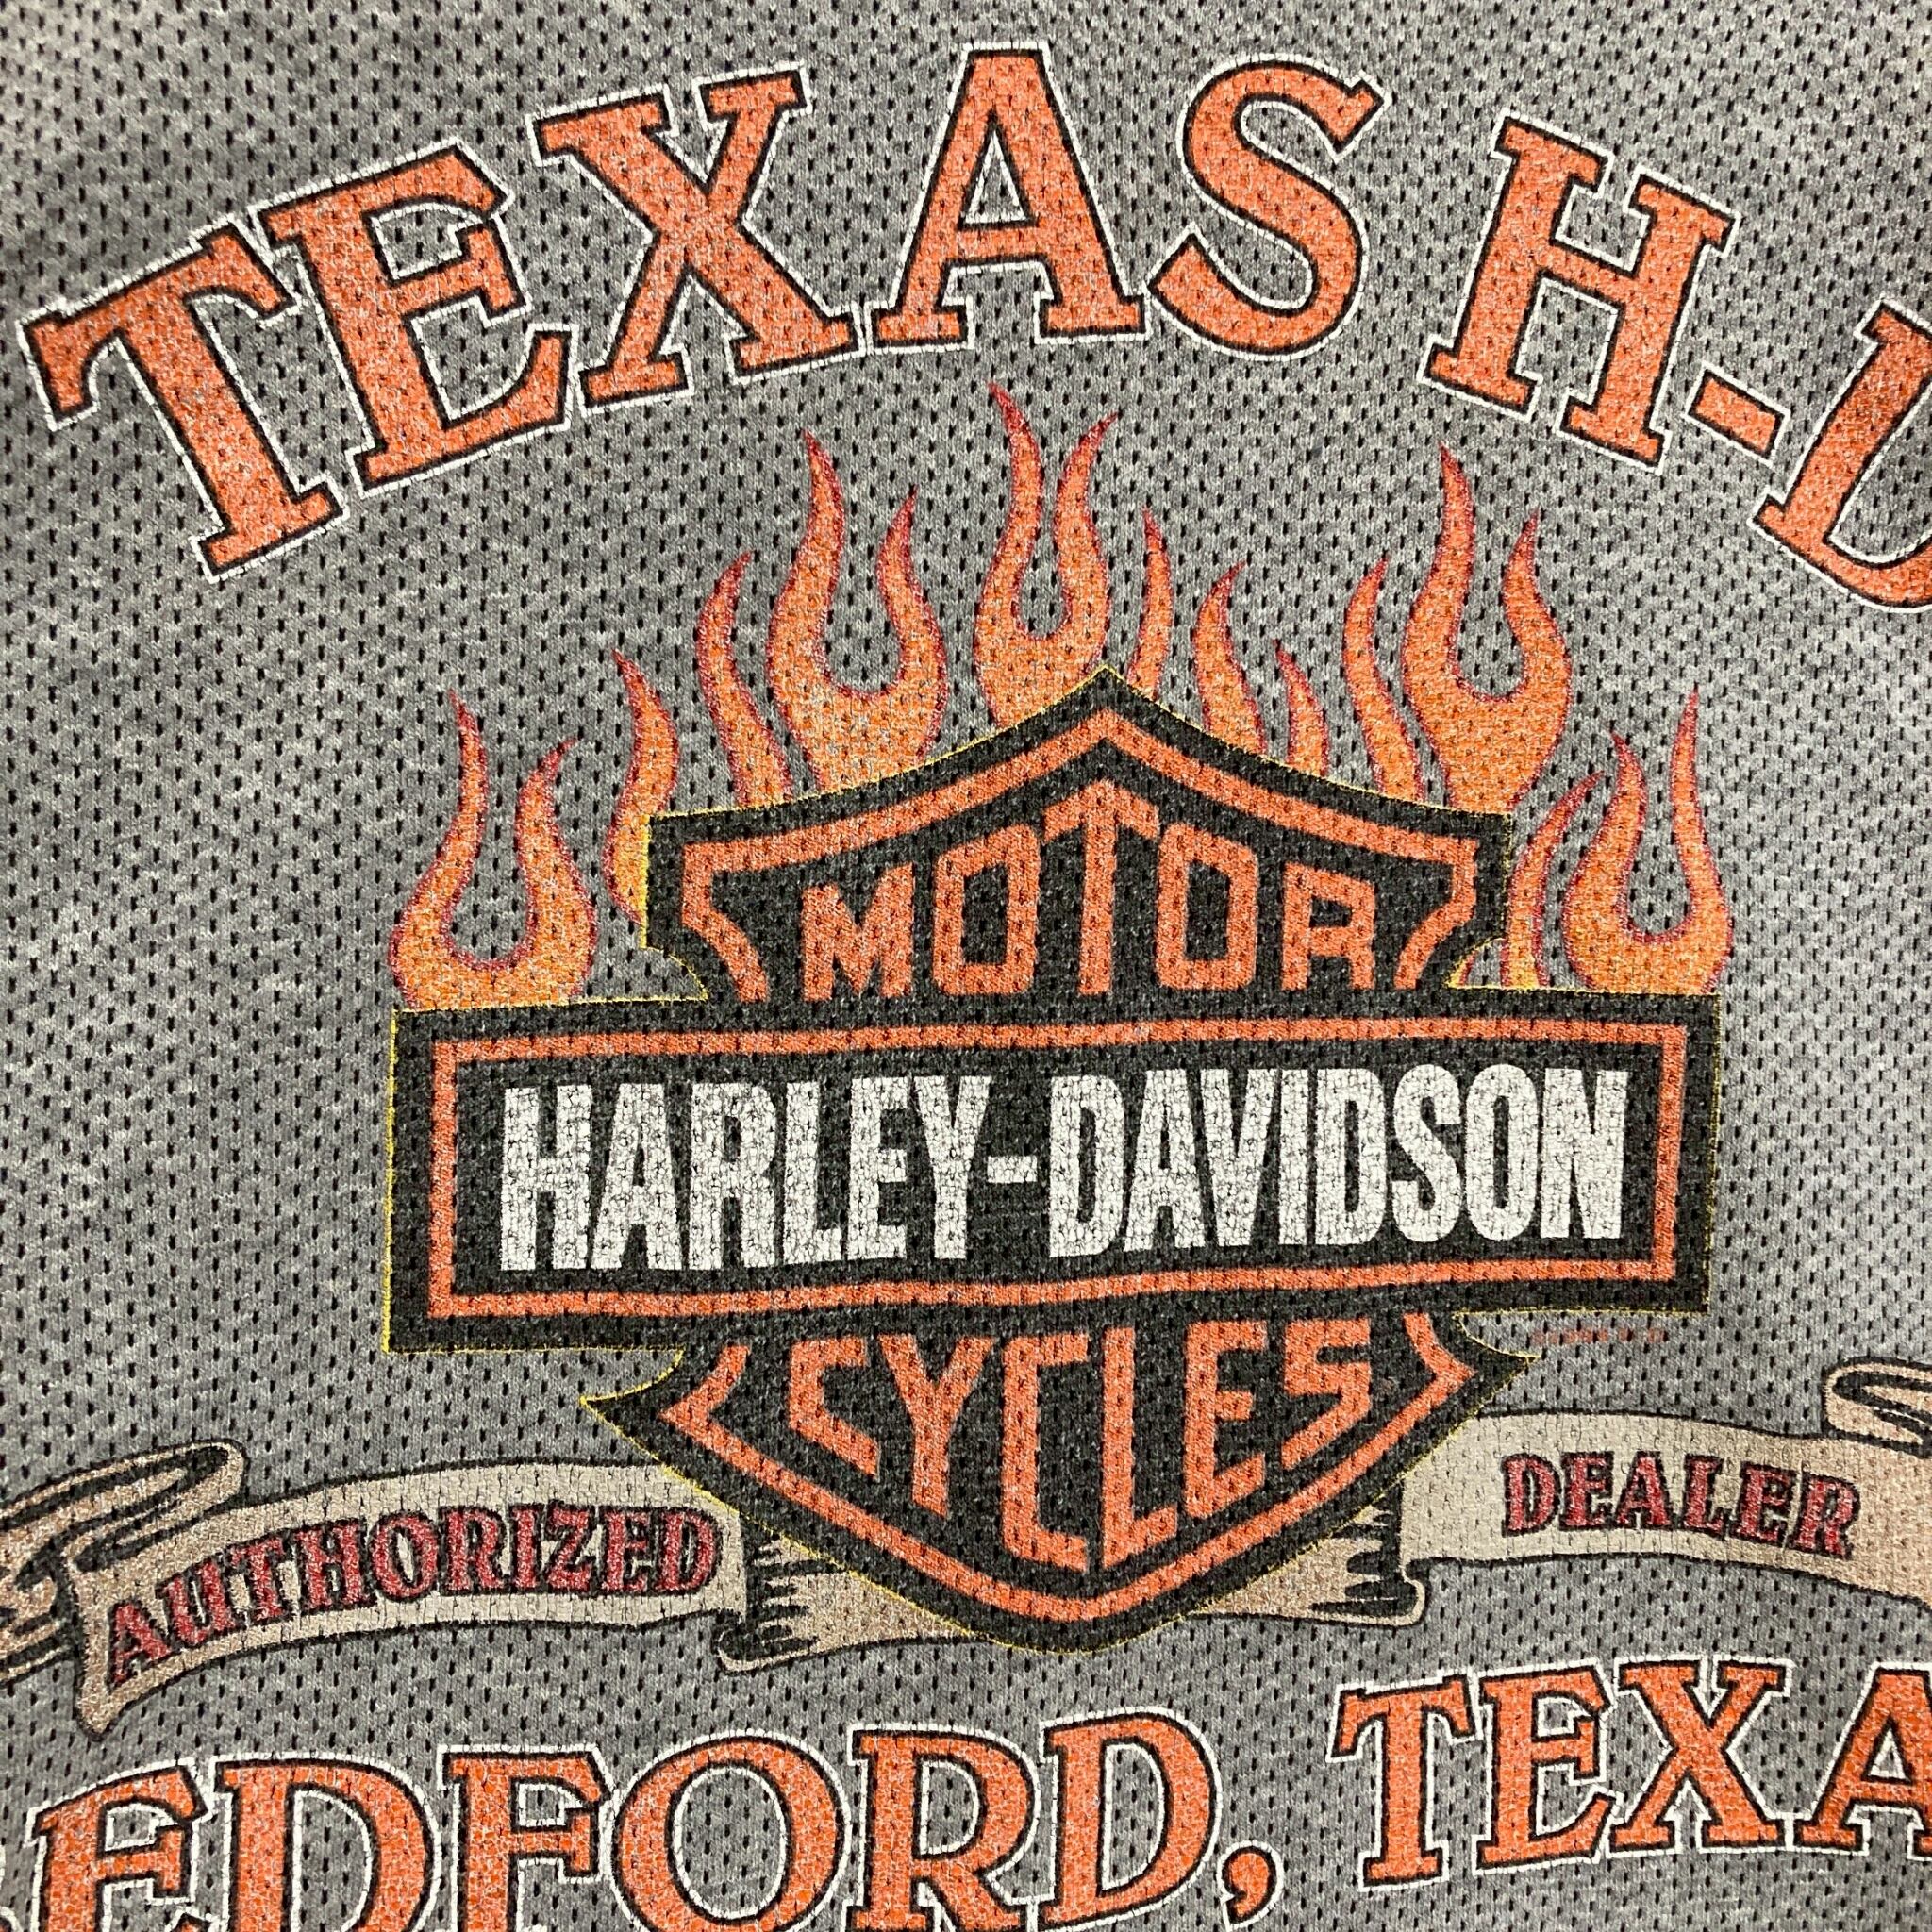 TEXAS H-D
MOTOR
HARLEY-DAVIDSON
CYCLES
AUTHORIZED DEALER
EDFORD, TEXA